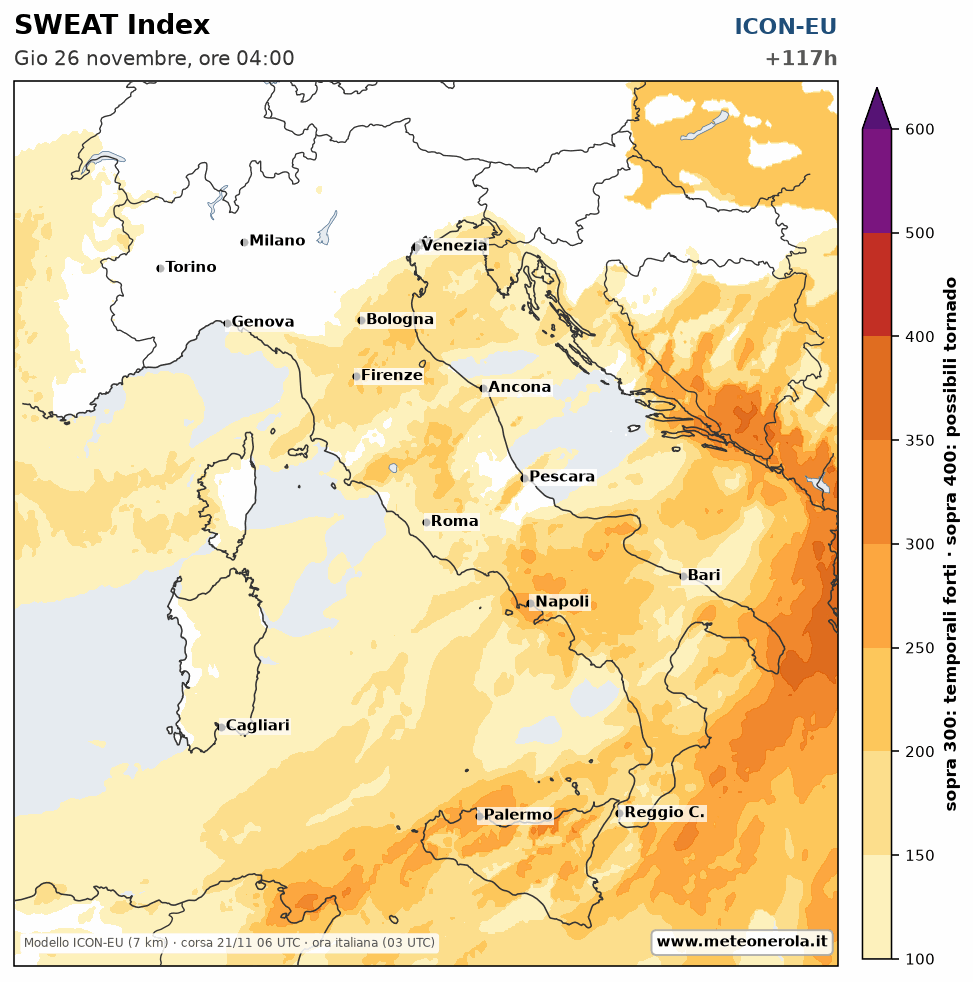 SWEAT Index
ICON-EU
Gio 26 novembre, ore 04:00
+117h
600
500
400
350
300
250
200
150
100
sopra 300: temporali forti · sopra 400: possibili tornado
Milano
Venezia
Torino
Genova
Bologna
Firenze
Ancona
Pescara
Roma
Bari
Napoli
Cagliari
Palermo
Reggio C.
Modello ICON-EU (7 km) · corsa 21/11 06 UTC · ora italiana (03 UTC)
www.meteonerola.it